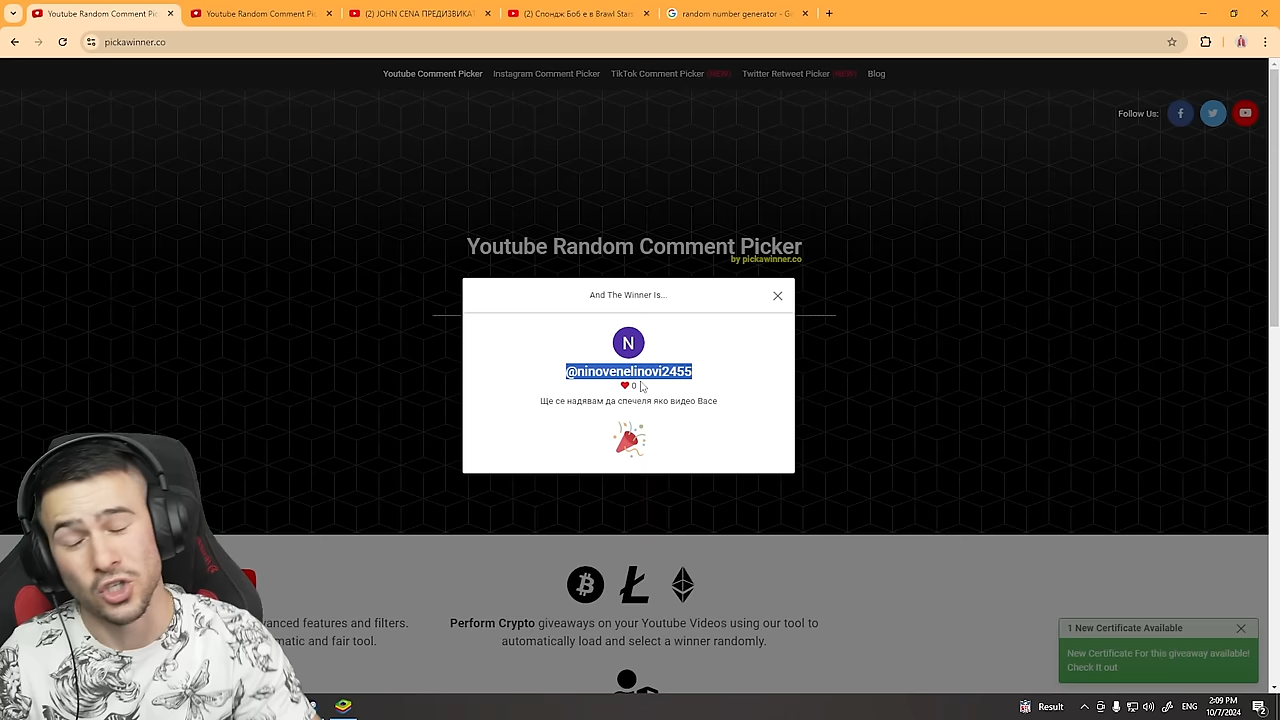 Youtube Random Comment Pic
Youtube Random Comment Pi
(2) JOHN CENA ПРЕДИЗВИКАТ
(2) Спондж Боб е в Brawl Stars
random number generator - Go
pickawinner.co
Youtube Comment Picker
Instagram Comment Picker
TikTok Comment Picker (NEW)
Twitter Retweet Picker (NEW)
Blog
Follow Us:
Youtube Random Comment Picker
by pickawinner.co
And The Winner Is...
N
@ninovenelinovi2455
0
Ще се надявам да спечеля яко видео Васе
anced features and filters.
matic and fair tool.
Perform Crypto giveaways on your Youtube Videos using our tool to
automatically load and select a winner randomly.
1 New Certificate Available
New Certificate For this giveaway available!
Check It out
Result
ENG
2:09 PM
10/7/2024
2